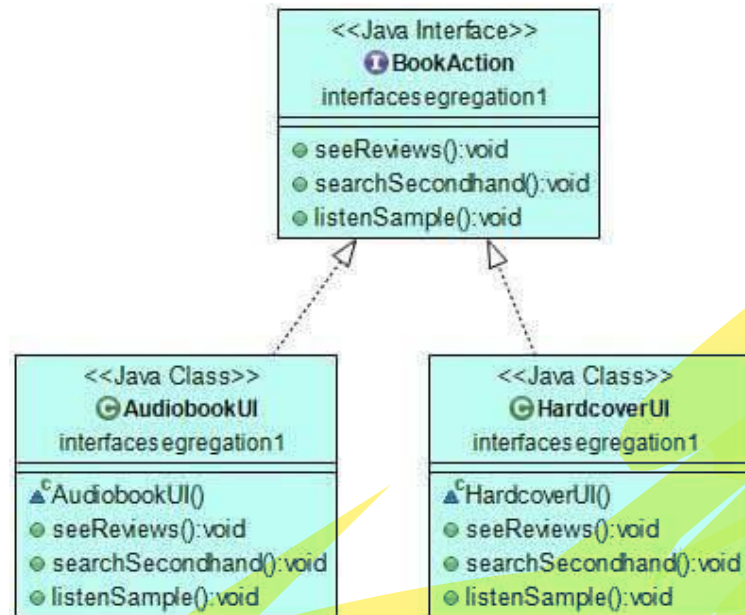 <<Java Interface>>
I BookAction
interfacesegregation1
seeReviews():void
searchSecondhand():void
listenSample():void
<<Java Class>>
C AudiobookUI
interfacesegregation1
C AudiobookUI()
seeReviews():void
searchSecondhand():void
listenSample():void
<<Java Class>>
C HardcoverUI
interfacesegregation1
C HardcoverUI()
seeReviews():void
searchSecondhand():void
listenSample():void